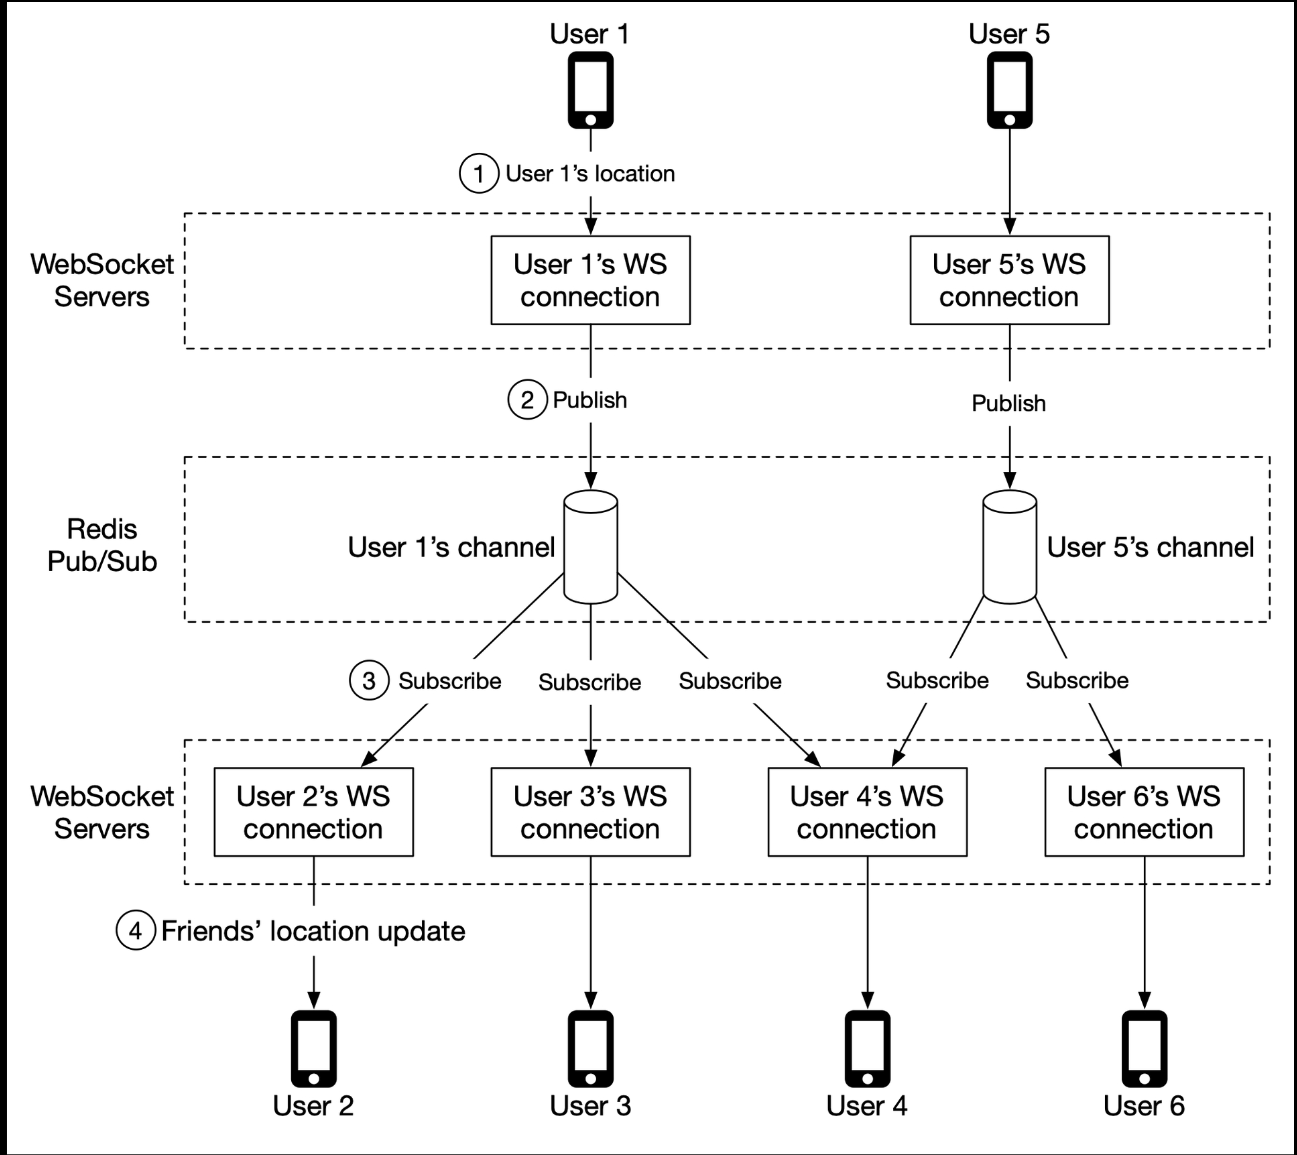 User 1
User 5
1 User 1's location
WebSocket
Servers
User 1's WS
connection
User 5's WS
connection
2 Publish
Publish
Redis
Pub/Sub
User 1's channel
User 5's channel
3 Subscribe
Subscribe
Subscribe
Subscribe
Subscribe
WebSocket
Servers
User 2's WS
connection
User 3's WS
connection
User 4's WS
connection
User 6's WS
connection
4 Friends' location update
User 2
User 3
User 4
User 6